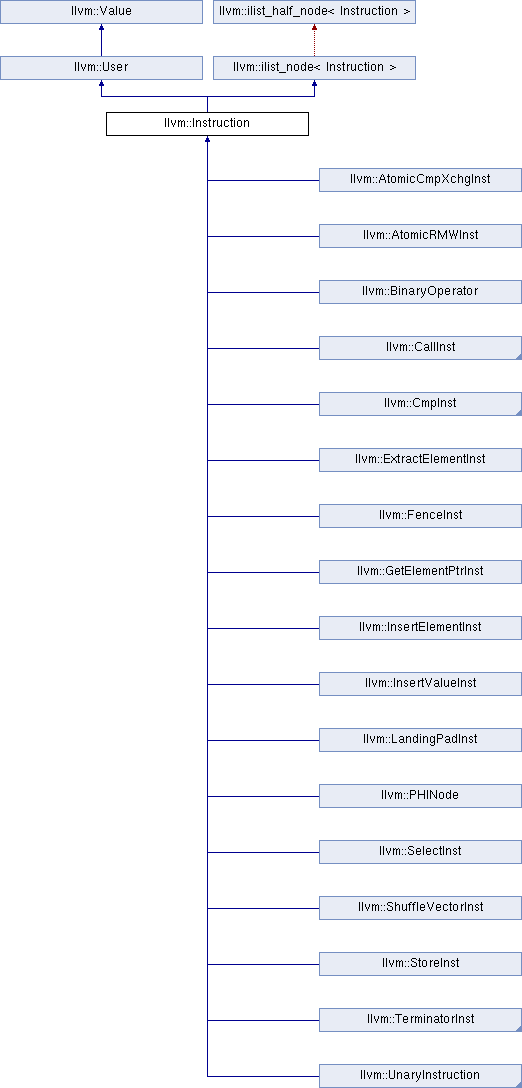 llvm::Value
llvm::ilist_half_node< Instruction >
llvm::User
llvm::ilist_node< Instruction >
llvm::Instruction
llvm::AtomicCmpXchgInst
llvm::AtomicRMWInst
llvm::BinaryOperator
llvm::CallInst
llvm::CmpInst
llvm::ExtractElementInst
llvm::FenceInst
llvm::GetElementPtrInst
llvm::InsertElementInst
llvm::InsertValueInst
llvm::LandingPadInst
llvm::PHINode
llvm::SelectInst
llvm::ShuffleVectorInst
llvm::StoreInst
llvm::TerminatorInst
llvm::UnaryInstruction